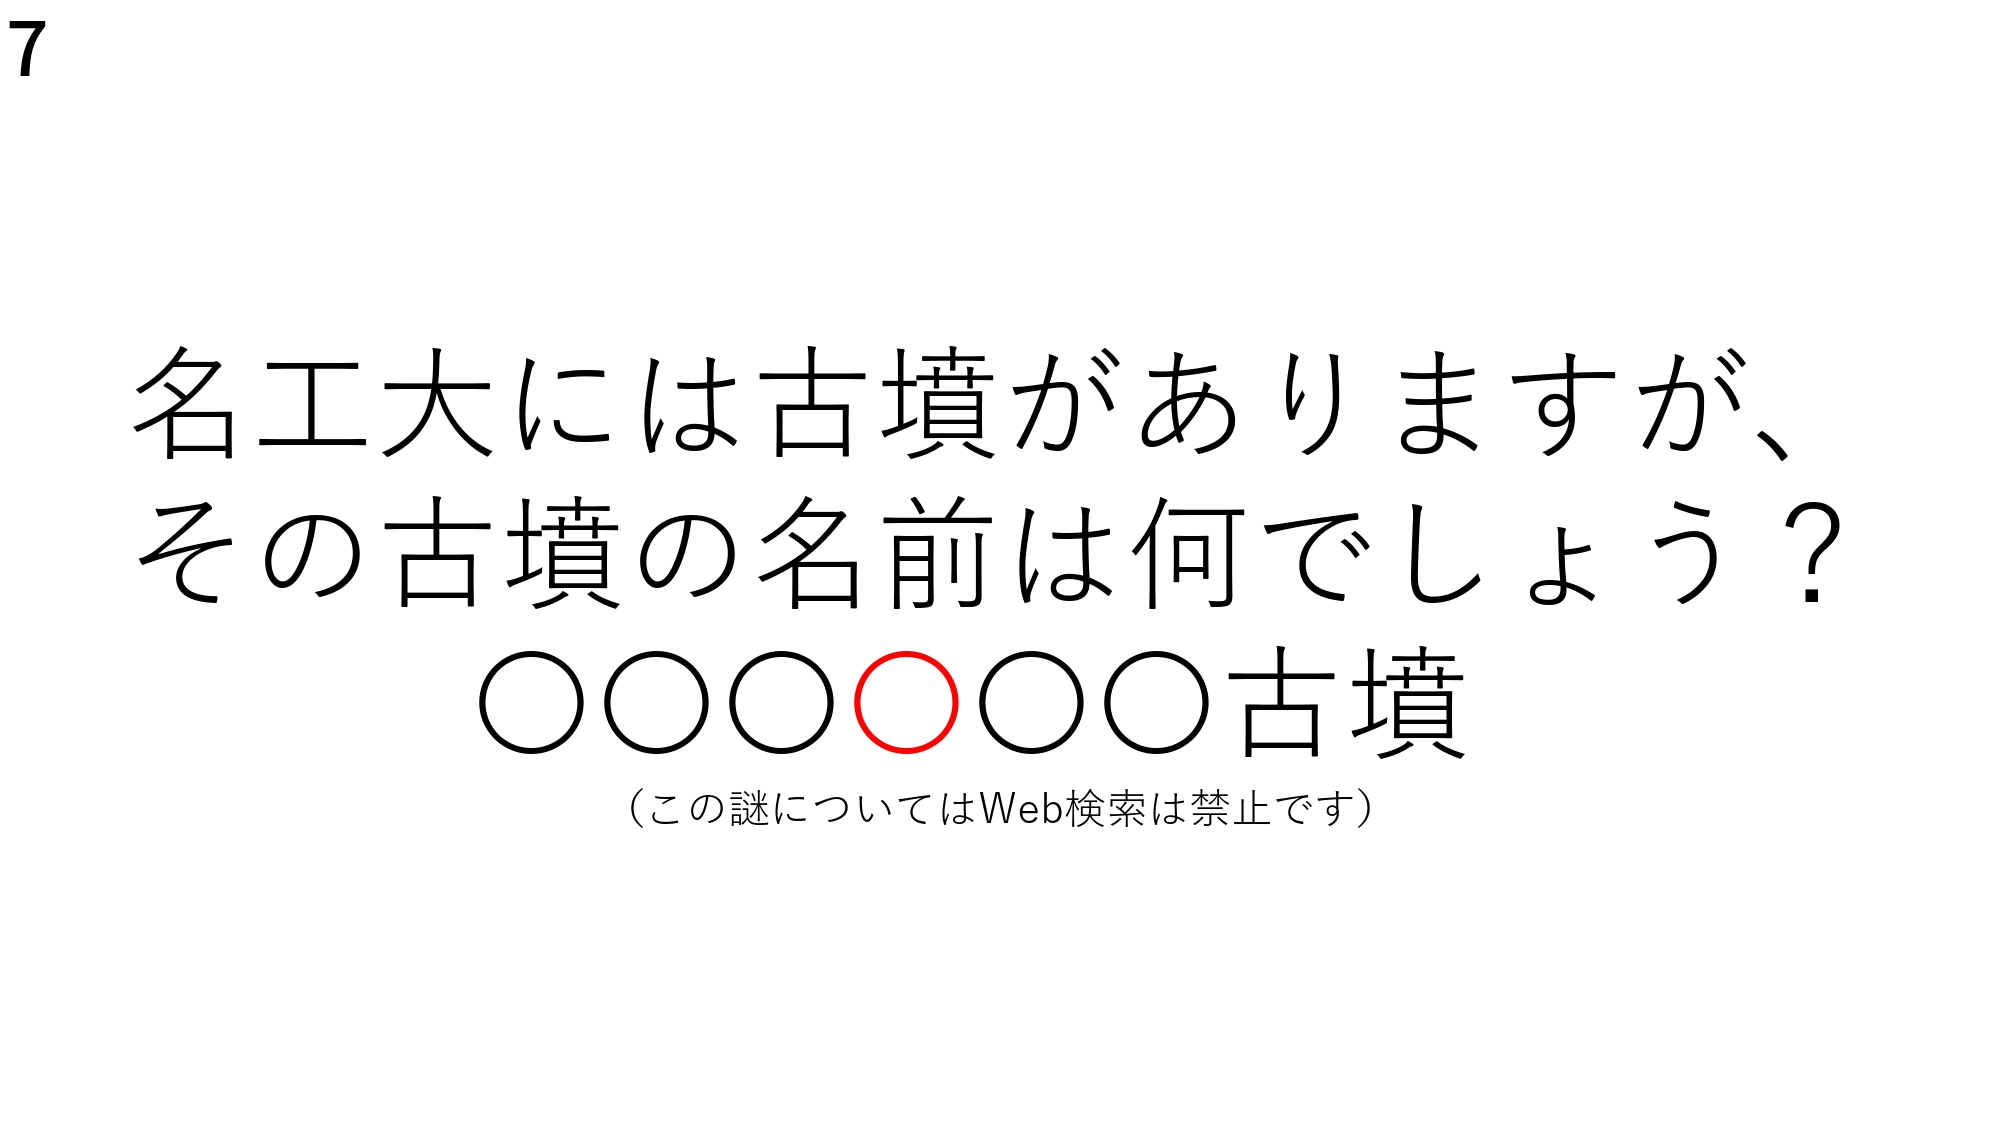 7
名工大には古墳がありますが、
その古墳の名前は何でしょう？
〇〇〇〇〇〇古墳
（この謎についてはWeb検索は禁止です）